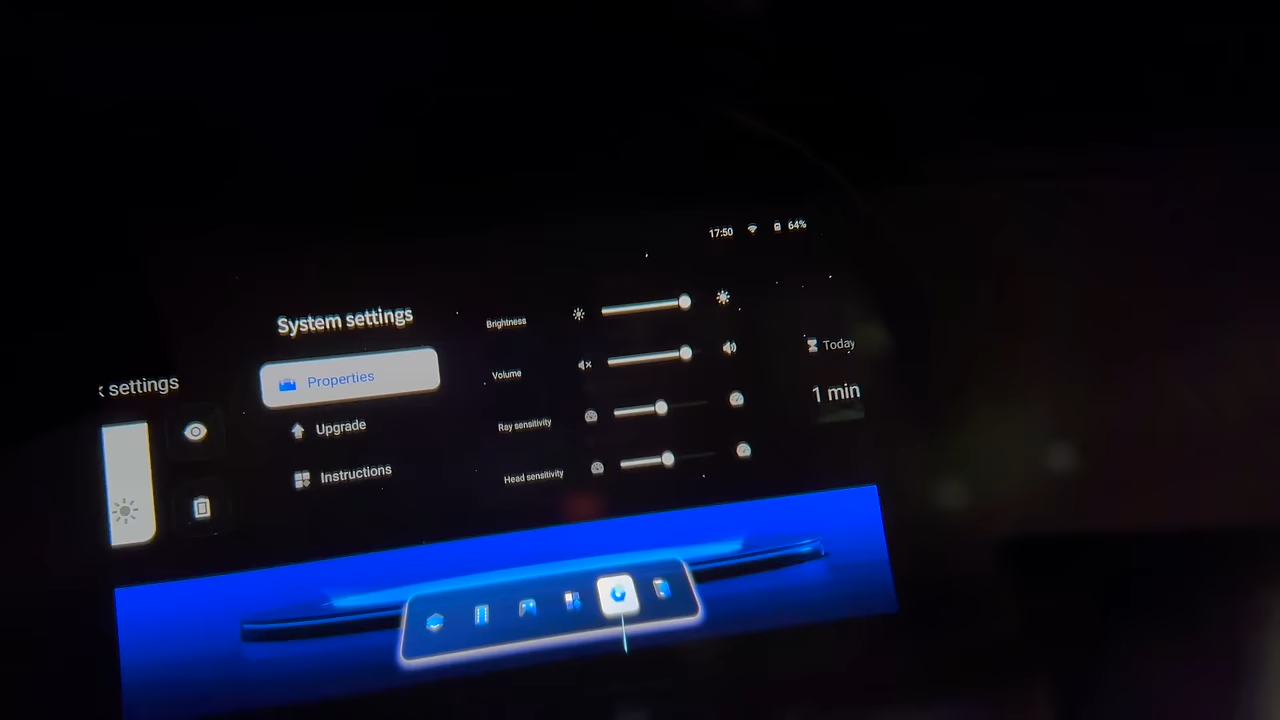 17:50 64%
System settings
Properties
Upgrade
Instructions
settings
Brightness
Volume
Ray sensitivity
Head sensitivity
Today
1 min